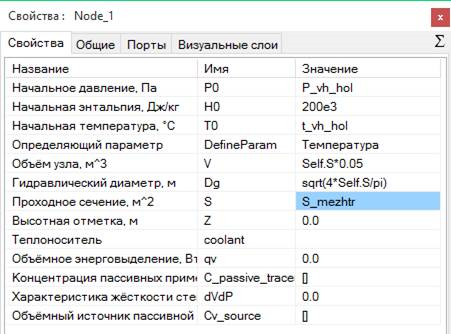 Свойства : Node_1
x
Свойства Общие Порты Визуальные слои Σ
Название Имя Значение
Начальное давление, Па P0 P_vh_hol
Начальная энтальпия, Дж/кг H0 200e3
Начальная температура, °C T0 t_vh_hol
Определяющий параметр DefineParam Температура
Объём узла, м^3 V Self.S*0.05
Гидравлический диаметр, м Dg sqrt(4*Self.S/pi)
Проходное сечение, м^2 S S_mezhtr
Высотная отметка, м Z 0.0
Теплоноситель coolant
Объёмное энерговыделение, Вт qv 0.0
Концентрация пассивных приме C_passive_trace []
Характеристика жёсткости сте dVdP 0.0
Объёмный источник пассивной Cv_source []